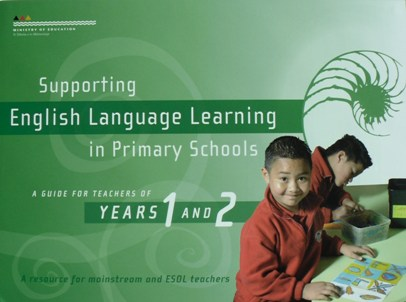 MINISTRY OF EDUCATION
Supporting
English Language Learning
in Primary Schools
A GUIDE FOR TEACHERS OF
YEARS 1 AND 2
A resource for mainstream and ESOL teachers